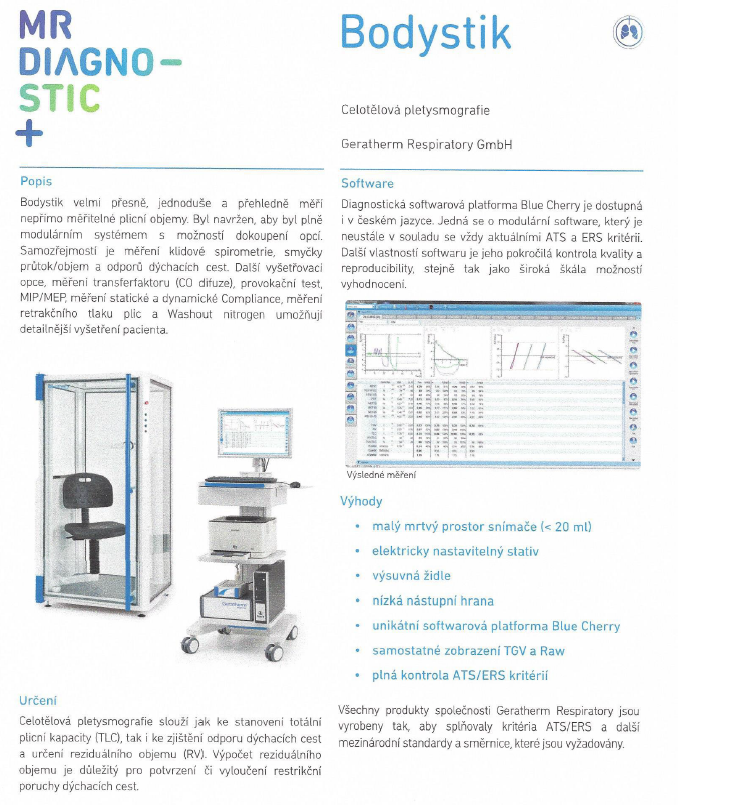 MR
DIAGNO–
STIC
+
Bodystik
Celotělová pletysmografie
Geratherm Respiratory GmbH
Popis
Bodystik velmi přesně, jednoduše a přehledně měří
nepřímo měřitelné plicní objemy. Byl navržen, aby byl plně
modulárním systémem s možností dokoupení opcí.
Samozřejmostí je měření klidové spirometrie, smyčky
průtok/objem a odporů dýchacích cest. Další vyšetřovací
opce, měření transferfaktoru (CO difuze), provokační test,
MIP/MEP, měření statické a dynamické Compliance, měření
retrakčního tlaku plic a Washout nitrogen umožňují
detailnější vyšetření pacienta.
Určení
Celotělová pletysmografie slouží jak ke stanovení totální
plicní kapacity (TLC), tak i ke zjištění odporu dýchacích cest
a určení reziduálního objemu (RV). Výpočet reziduálního
objemu je důležitý pro potvrzení či vyloučení restrikční
poruchy dýchacích cest.
Software
Diagnostická softwarová platforma Blue Cherry je dostupná
i v českém jazyce. Jedná se o modulární software, který je
neustále v souladu se vždy aktuálními ATS a ERS kritérii.
Další vlastností softwaru je jeho pokročilá kontrola kvality a
reproducibility, stejně tak jako široká škála možností
vyhodnocení.
Výsledné měření
Výhody
• malý mrtvý prostor snímače (< 20 ml)
• elektricky nastavitelný stativ
• výsuvná židle
• nízká nástupní hrana
• unikátní softwarová platforma Blue Cherry
• samostatné zobrazení TGV a Raw
• plná kontrola ATS/ERS kritérií
Všechny produkty společnosti Geratherm Respiratory jsou
vyrobeny tak, aby splňovaly kritéria ATS/ERS a další
mezinárodní standardy a směrnice, které jsou vyžadovány.